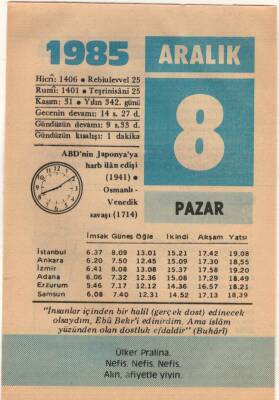 1985
ARALIK
Hicrî: 1406 • Rebiulevvel 25
Rumî: 1401 • Teşrinisâni 25
Kasım: 31 • Yılın 342. günü
Gecenin devamı: 14 s. 27 d.
Gündüzün devamı: 9 s. 33 d.
Gündüzün kısalışı: 1 dakika
8
PAZAR
ABD'nin Japonya'ya
harb ilân edişi
(1941) •
Osmanlı -
Venedik
savaşı (1714)
İmsak Güneş Öğle İkindi Akşam Yatsı
İstanbul 6.37 8.09 13.01 15.21 17.42 19.08
Ankara 6.20 7.50 12.45 15.09 17.30 18.55
İzmir 6.41 8.08 13.08 15.37 17.58 19.20
Adana 6.06 7.32 12.36 15.08 17.29 18.49
Erzurum 5.46 7.17 12.12 14.36 16.57 18.21
Samsun 6.08 7.40 12.31 14.52 17.13 18.39
"İnsanlar içinden bir halil (gerçek dost) edinecek
olsaydım, Ebû Bekr'i edinirdim, Ama islâm
yüzünden olan dostluk efdaldir" (Buhârî)
Ülker Pralina.
Nefis. Nefis. Nefis.
Alın, afiyetle yiyin.